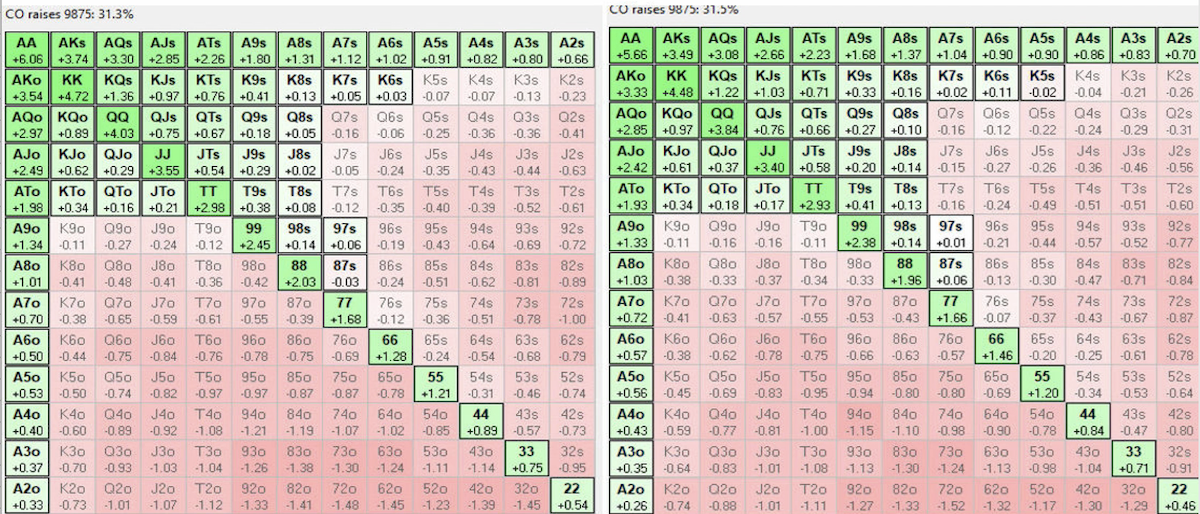 CO raises 9875: 31.3%
AA AKs AQs AJs ATs A9s A8s A7s A6s A5s A4s A3s A2s
+6.06 +3.74 +3.30 +2.85 +2.26 +1.80 +1.31 +1.12 +1.02 +0.91 +0.82 +0.80 +0.66
AKo KK KQs KJs KTs K9s K8s K7s K6s K5s K4s K3s K2s
+3.54 +4.72 +1.36 +0.97 +0.76 +0.41 +0.13 +0.05 +0.03 -0.07 -0.07 -0.13 -0.23
AQo KQo QQ QJs QTs Q9s Q8s Q7s Q6s Q5s Q4s Q3s Q2s
+2.97 +0.89 +4.03 +0.75 +0.67 +0.18 +0.05 -0.16 -0.06 -0.25 -0.36 -0.36 -0.41
AJo KJo QJo JJ JTs J9s J8s J7s J6s J5s J4s J3s J2s
+2.49 +0.62 +0.29 +3.55 +0.54 +0.29 +0.02 -0.05 -0.24 -0.35 -0.43 -0.44 -0.63
ATo KTo QTo JTo TT T9s T8s T7s T6s T5s T4s T3s T2s
+1.98 +0.34 +0.16 +0.21 +2.98 +0.38 +0.08 -0.12 -0.35 -0.40 -0.39 -0.52 -0.61
A9o K9o Q9o J9o T9o 99 98s 97s 96s 95s 94s 93s 92s
+1.34 -0.11 -0.27 -0.24 -0.12 +2.45 +0.14 +0.06 -0.19 -0.43 -0.64 -0.69 -0.72
A8o K8o Q8o J8o T8o 98o 88 87s 86s 85s 84s 83s 82s
+1.01 -0.41 -0.48 -0.41 -0.36 -0.42 +2.03 -0.03 -0.24 -0.51 -0.62 -0.81 -0.89
A7o K7o Q7o J7o T7o 97o 87o 77 76s 75s 74s 73s 72s
+0.70 -0.38 -0.65 -0.59 -0.61 -0.55 -0.39 +1.68 -0.12 -0.36 -0.51 -0.78 -1.00
A6o K6o Q6o J6o T6o 96o 86o 76o 66 65s 64s 63s 62s
+0.50 -0.44 -0.75 -0.84 -0.76 -0.78 -0.75 -0.69 +1.28 -0.24 -0.54 -0.68 -0.79
A5o K5o Q5o J5o T5o 95o 85o 75o 65o 55 54s 53s 52s
+0.53 -0.50 -0.74 -0.82 -0.97 -0.97 -0.87 -0.87 -0.78 +1.21 -0.31 -0.46 -0.74
A4o K4o Q4o J4o T4o 94o 84o 74o 64o 54o 44 43s 42s
+0.40 -0.60 -0.89 -0.92 -1.08 -1.21 -1.19 -1.07 -1.02 -0.85 +0.89 -0.57 -0.73
A3o K3o Q3o J3o T3o 93o 83o 73o 63o 53o 43o 33 32s
+0.37 -0.70 -0.93 -1.03 -1.04 -1.26 -1.38 -1.30 -1.24 -1.11 -1.14 +0.75 -0.95
A2o K2o Q2o J2o T2o 92o 82o 72o 62o 52o 42o 32o 22
+0.33 -0.73 -1.01 -1.07 -1.12 -1.33 -1.41 -1.48 -1.45 -1.23 -1.39 -1.45 +0.54
CO raises 9875: 31.5%
AA AKs AQs AJs ATs A9s A8s A7s A6s A5s A4s A3s A2s
+5.66 +3.49 +3.08 +2.66 +2.23 +1.68 +1.37 +1.04 +0.90 +0.90 +0.86 +0.83 +0.70
AKo KK KQs KJs KTs K9s K8s K7s K6s K5s K4s K3s K2s
+3.33 +4.48 +1.22 +1.03 +0.71 +0.33 +0.16 +0.02 +0.11 -0.02 -0.04 -0.21 -0.26
AQo KQo QQ QJs QTs Q9s Q8s Q7s Q6s Q5s Q4s Q3s Q2s
+2.85 +0.97 +3.84 +0.76 +0.66 +0.27 +0.10 -0.16 -0.12 -0.22 -0.24 -0.29 -0.31
AJo KJo QJo JJ JTs J9s J8s J7s J6s J5s J4s J3s J2s
+2.42 +0.61 +0.37 +3.40 +0.58 +0.20 +0.14 -0.15 -0.27 -0.26 -0.36 -0.46 -0.56
ATo KTo QTo JTo TT T9s T8s T7s T6s T5s T4s T3s T2s
+1.93 +0.34 +0.18 +0.17 +2.93 +0.41 +0.13 -0.16 -0.24 -0.49 -0.51 -0.51 -0.60
A9o K9o Q9o J9o T9o 99 98s 97s 96s 95s 94s 93s 92s
+1.33 -0.11 -0.16 -0.16 -0.11 +2.38 +0.14 +0.01 -0.21 -0.44 -0.57 -0.52 -0.77
A8o K8o Q8o J8o T8o 98o 88 87s 86s 85s 84s 83s 82s
+1.03 -0.38 -0.33 -0.37 -0.34 -0.33 +1.96 +0.06 -0.13 -0.30 -0.47 -0.71 -0.84
A7o K7o Q7o J7o T7o 97o 87o 77 76s 75s 74s 73s 72s
+0.72 -0.41 -0.63 -0.57 -0.55 -0.53 -0.43 +1.66 -0.07 -0.37 -0.43 -0.67 -0.87
A6o K6o Q6o J6o T6o 96o 86o 76o 66 65s 64s 63s 62s
+0.57 -0.38 -0.62 -0.78 -0.75 -0.66 -0.63 -0.57 +1.46 -0.20 -0.25 -0.61 -0.78
A5o K5o Q5o J5o T5o 95o 85o 75o 65o 55 54s 53s 52s
+0.56 -0.45 -0.69 -0.83 -0.95 -0.94 -0.80 -0.80 -0.69 +1.20 -0.34 -0.53 -0.64
A4o K4o Q4o J4o T4o 94o 84o 74o 64o 54o 44 43s 42s
+0.43 -0.59 -0.77 -0.81 -1.00 -1.15 -1.10 -0.98 -0.90 -0.78 +0.84 -0.47 -0.80
A3o K3o Q3o J3o T3o 93o 83o 73o 63o 53o 43o 33 32s
+0.35 -0.64 -0.83 -1.01 -1.08 -1.13 -1.30 -1.24 -1.13 -0.98 -1.04 +0.71 -0.91
A2o K2o Q2o J2o T2o 92o 82o 72o 62o 52o 42o 32o 22
+0.26 -0.74 -0.88 -1.01 -1.11 -1.27 -1.33 -1.52 -1.32 -1.17 -1.30 -1.29 +0.46